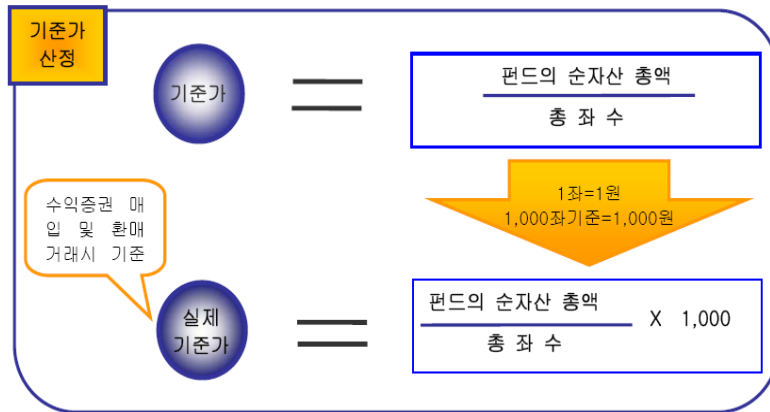 기준가
산정
기준가
펀드의 순자산 총액
총 좌 수
1좌=1원
1,000좌기준=1,000원
수익증권 매
입 및 환매
거래시 기준
실제
기준가
펀드의 순자산 총액
X 1,000
총 좌 수